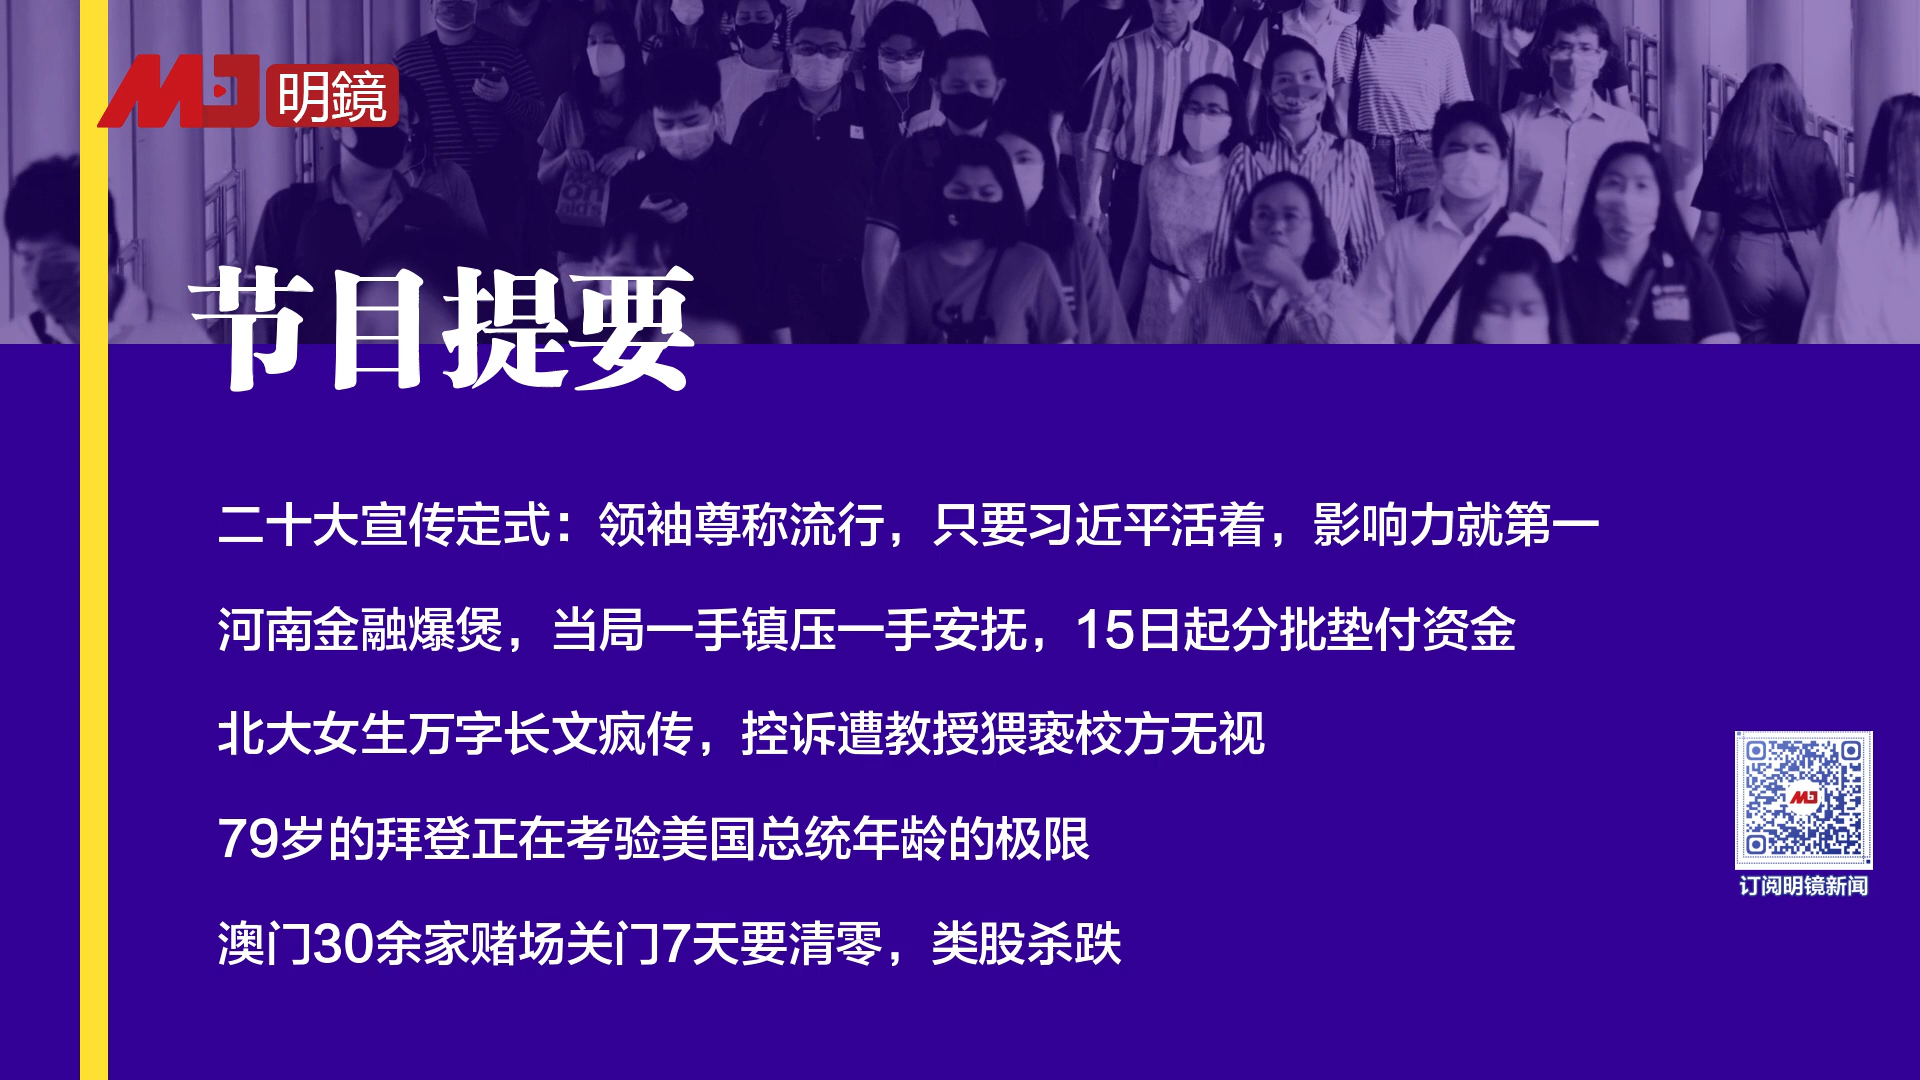 MJ 明鏡
节目提要
二十大宣传定式：领袖尊称流行，只要习近平活着，影响力就第一
河南金融爆煲，当局一手镇压一手安抚，15日起分批垫付资金
北大女生万字长文疯传，控诉遭教授猥亵校方无视
79岁的拜登正在考验美国总统年龄的极限
澳门30余家赌场关门7天要清零，类股杀跌
MJ
订阅明镜新闻